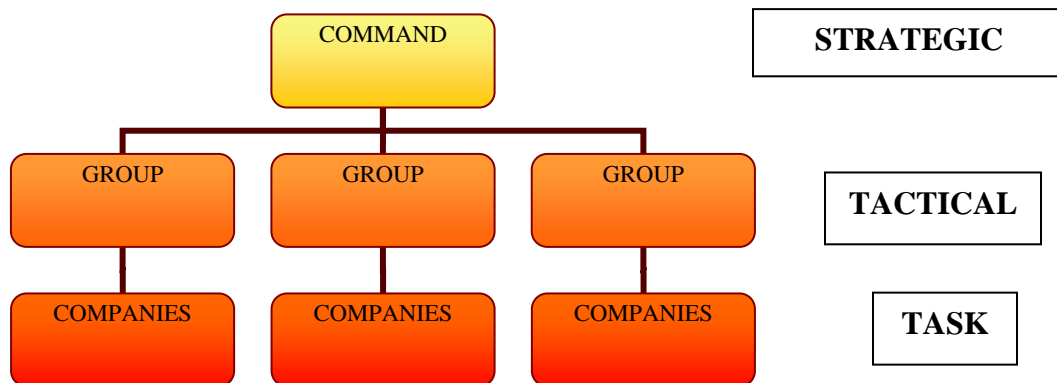 COMMAND
STRATEGIC
GROUP
GROUP
GROUP
TACTICAL
COMPANIES
COMPANIES
COMPANIES
TASK